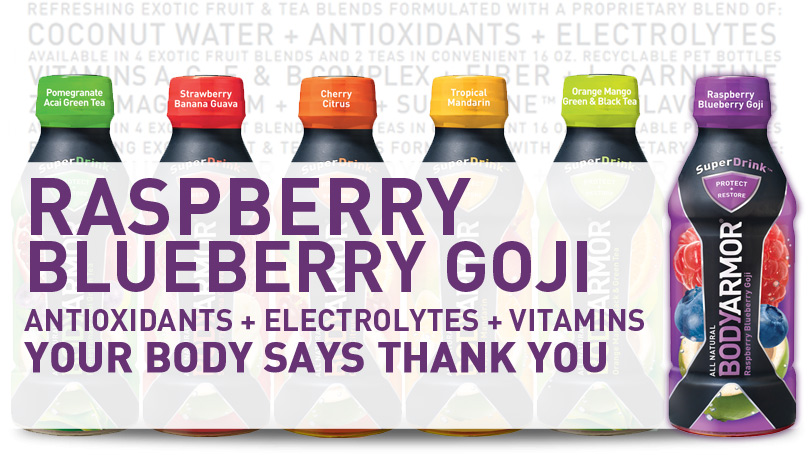 REFRESHING EXOTIC FRUIT & TEA BLENDS FORMULATED WITH A PROPRIETARY BLEND OF:
COCONUT WATER + ANTIOXIDANTS + ELECTROLYTES
AVAILABLE IN 4 EXOTIC FRUIT BLENDS AND 2 TEAS IN CONVENIENT 16 OZ RECYCLABLE PET BOTTLES
Pomegranate
Acai Green Tea
Strawberry
Banana Guava
Cherry
Citrus
Tropical
Mandarin
Orange Mango
Green & Black Tea
Raspberry
Blueberry Goji
SuperDrink
PROTECT
+
RESTORE
ALL NATURAL
BODYARMOR®
Raspberry Blueberry Goji
RASPBERRY
BLUEBERRY GOJI
ANTIOXIDANTS + ELECTROLYTES + VITAMINS
YOUR BODY SAYS THANK YOU